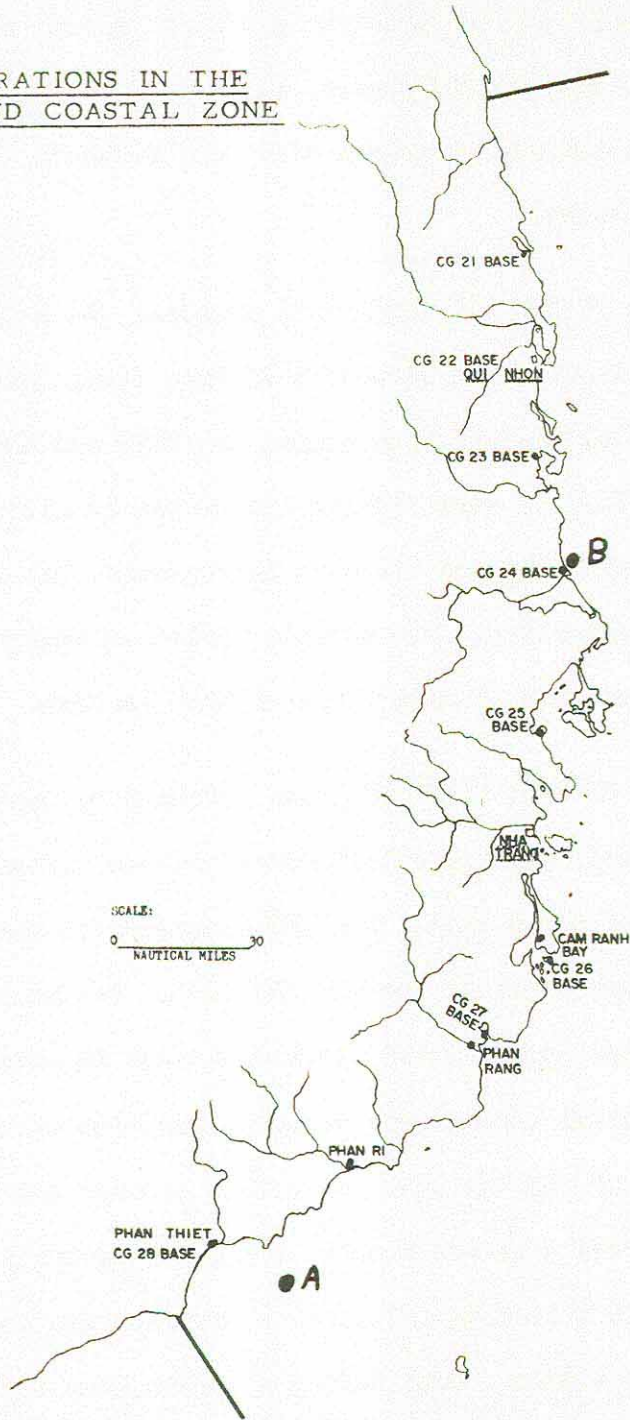 RATIONS IN THE
D COASTAL ZONE
CG 21 BASE
CG 22 BASE
QUI NHON
CG 23 BASE
B
CG 24 BASE
CG 25
BASE
NHA
TRANG
SCALE:
0 30
NAUTICAL MILES
CAM RANH
BAY
CG 26
BASE
CG 27
BASE
PHAN
RANG
PHAN RI
PHAN THIET
CG 28 BASE
A